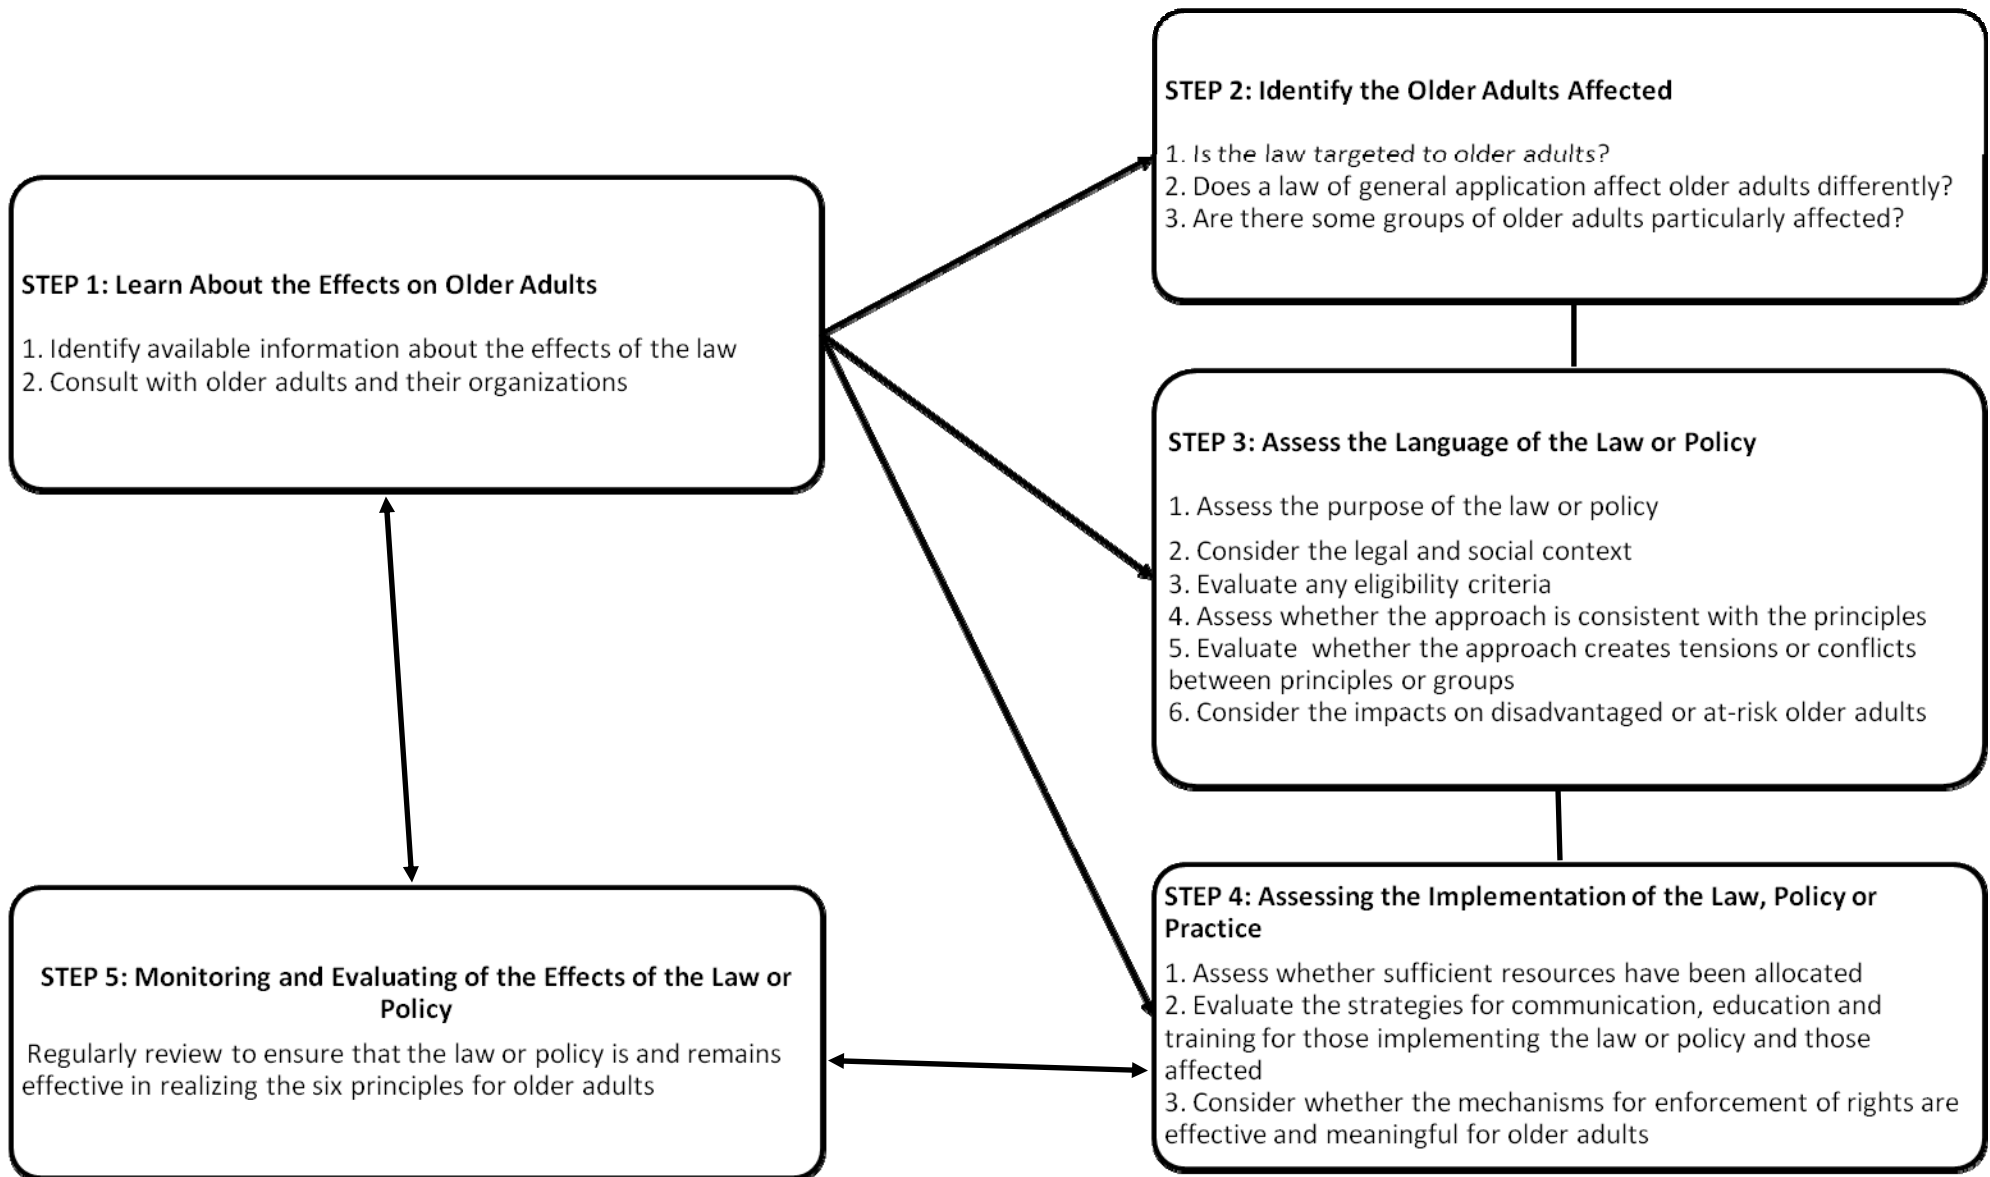 STEP 1: Learn About the Effects on Older Adults
1. Identify available information about the effects of the law
2. Consult with older adults and their organizations
STEP 2: Identify the Older Adults Affected
1. Is the law targeted to older adults?
2. Does a law of general application affect older adults differently?
3. Are there some groups of older adults particularly affected?
STEP 3: Assess the Language of the Law or Policy
1. Assess the purpose of the law or policy
2. Consider the legal and social context
3. Evaluate any eligibility criteria
4. Assess whether the approach is consistent with the principles
5. Evaluate  whether the approach creates tensions or conflicts
between principles or groups
6. Consider the impacts on disadvantaged or at-risk older adults
STEP 4: Assessing the Implementation of the Law, Policy or
Practice
1. Assess whether sufficient resources have been allocated
2. Evaluate the strategies for communication, education and
training for those implementing the law or policy and those
affected
3. Consider whether the mechanisms for enforcement of rights are
effective and meaningful for older adults
STEP 5: Monitoring and Evaluating of the Effects of the Law or
Policy
Regularly review to ensure that the law or policy is and remains
effective in realizing the six principles for older adults